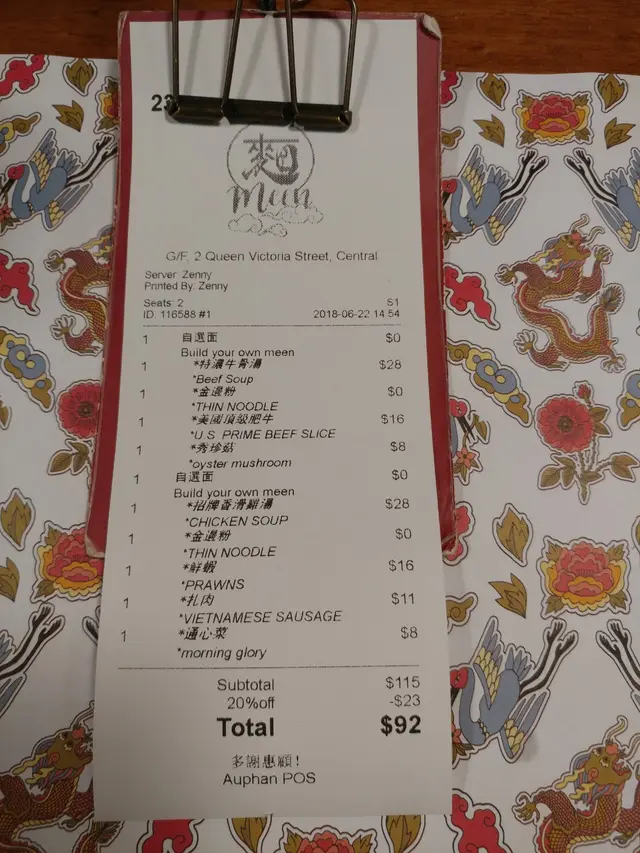 麵
Meen
G/F, 2 Queen Victoria Street, Central
Server: Zenny
Printed By: Zenny
Seats: 2 S1
ID: 116588 #1 2018-06-22 14:54
1 自選面 $0
Build your own meen
1 *特濃牛骨湯 $28
*Beef Soup
1 *金邊粉 $0
*THIN NOODLE
1 *美國頂級肥牛 $16
*U.S. PRIME BEEF SLICE
1 *秀珍菇 $8
*oyster mushroom
1 自選面 $0
Build your own meen
1 *招牌香滑雞湯 $28
*CHICKEN SOUP
1 *金邊粉 $0
*THIN NOODLE
1 *鮮蝦 $16
*PRAWNS
1 *扎肉 $11
*VIETNAMESE SAUSAGE
1 *通心菜 $8
*morning glory
Subtotal $115
20%off -$23
Total $92
多謝惠顧!
Auphan POS